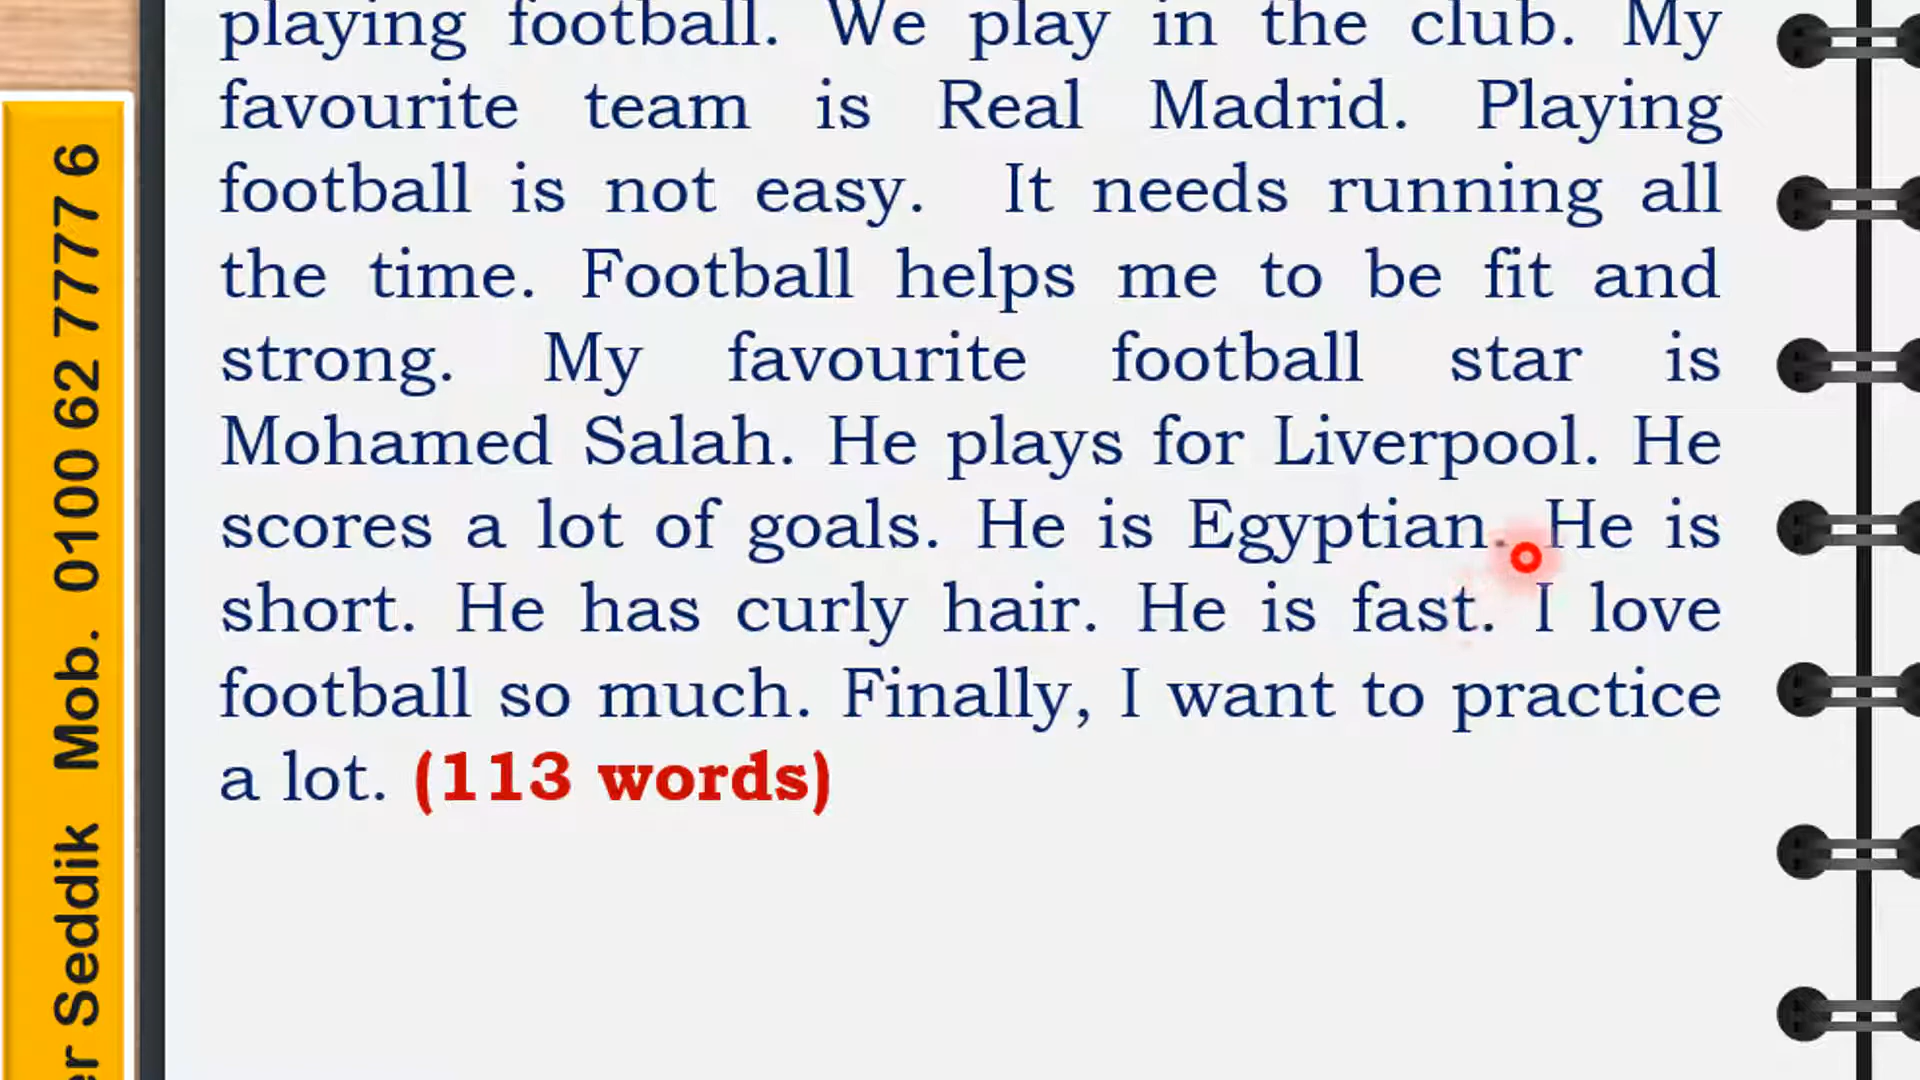 playing football. We play in the club. My
favourite team is Real Madrid. Playing
football is not easy. It needs running all
the time. Football helps me to be fit and
strong. My favourite football star is
Mohamed Salah. He plays for Liverpool. He
scores a lot of goals. He is Egyptian. He is
short. He has curly hair. He is fast. I love
football so much. Finally, I want to practice
a lot. (113 words)
er Seddik Mob. 0100 62 7777 6